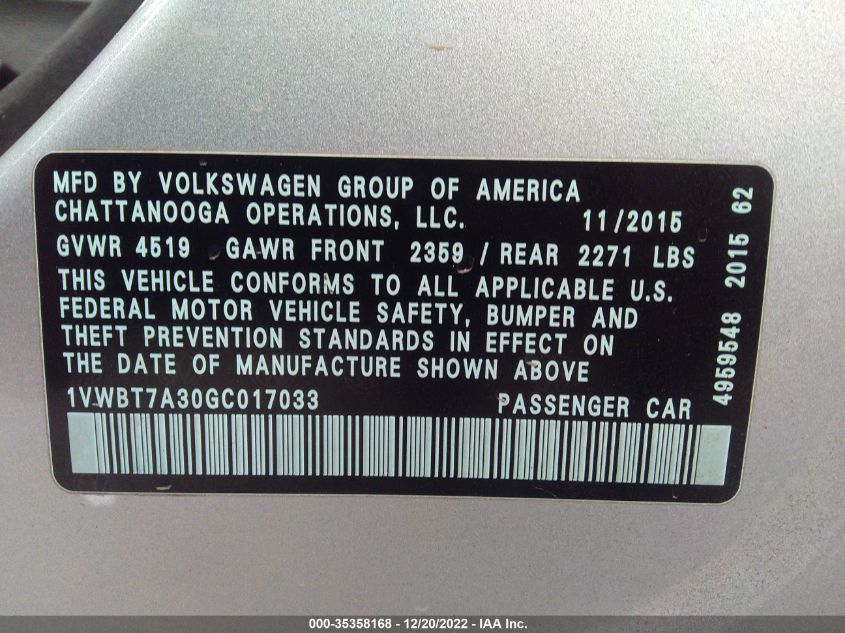 MFD BY VOLKSWAGEN GROUP OF AMERICA
CHATTANOOGA OPERATIONS, LLC. 11/2015
GVWR 4519 GAWR FRONT 2359 / REAR 2271 LBS
THIS VEHICLE CONFORMS TO ALL APPLICABLE U.S.
FEDERAL MOTOR VEHICLE SAFETY, BUMPER AND
THEFT PREVENTION STANDARDS IN EFFECT ON
THE DATE OF MANUFACTURE SHOWN ABOVE
1VWBT7A30GC017033 PASSENGER CAR
4959548 2015 62
000-35358168 - 12/20/2022 - IAA Inc.